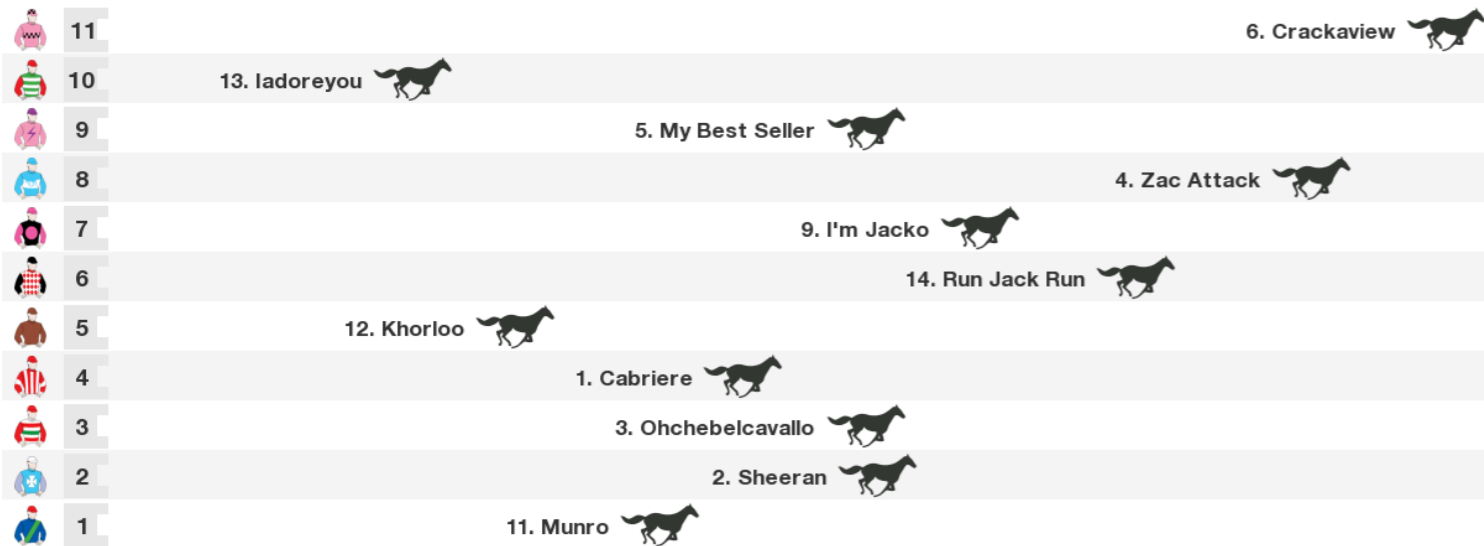 11 6. Crackaview
10 13. Iadoreyou
9 5. My Best Seller
8 4. Zac Attack
7 9. I'm Jacko
6 14. Run Jack Run
5 12. Khorloo
4 1. Cabriere
3 3. Ohchebelcavallo
2 2. Sheeran
1 11. Munro